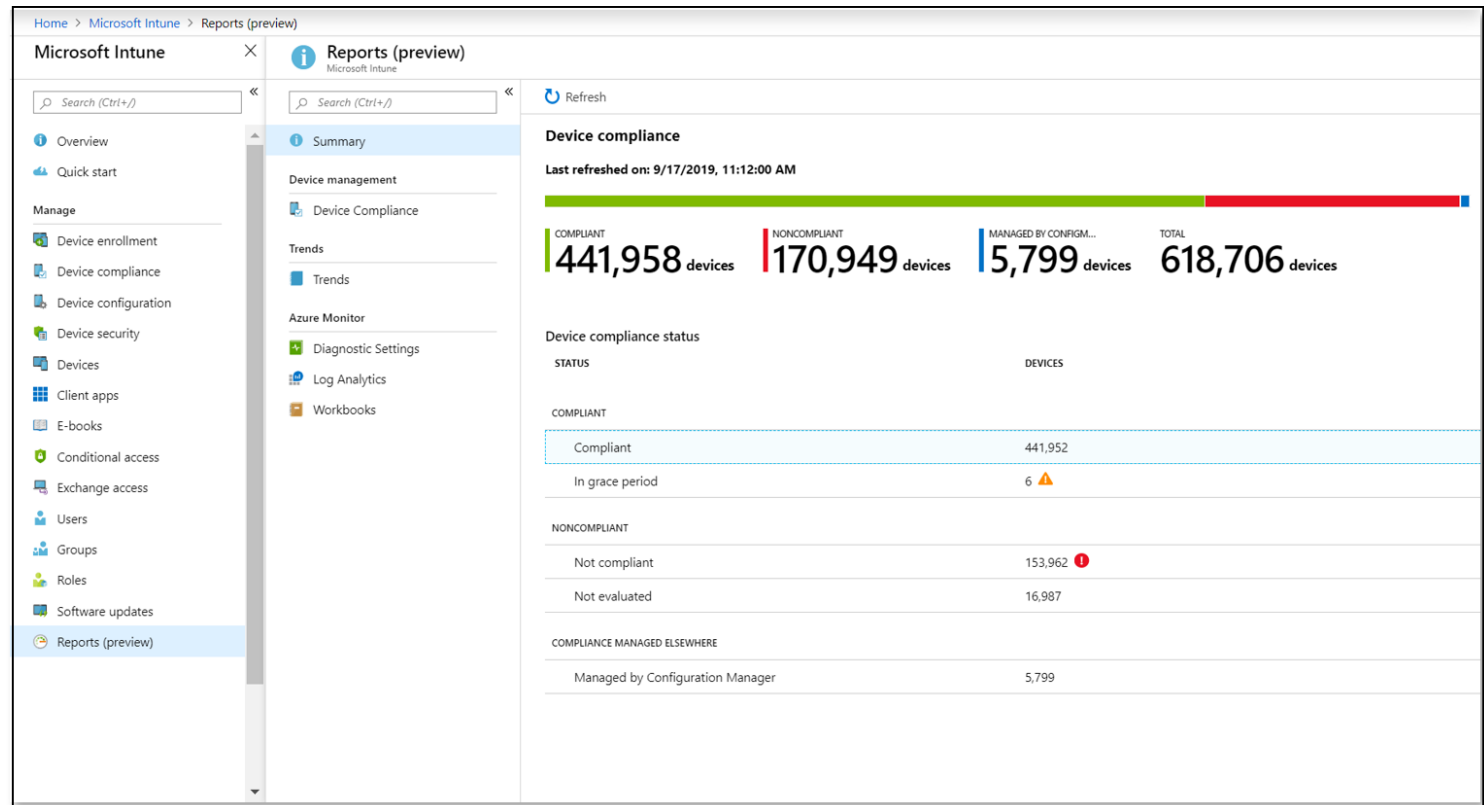 Home > Microsoft Intune > Reports (preview)
Microsoft Intune
Search (Ctrl+/)
Overview
Quick start
Manage
Device enrollment
Device compliance
Device configuration
Device security
Devices
Client apps
E-books
Conditional access
Exchange access
Users
Groups
Roles
Software updates
Reports (preview)
Reports (preview)
Microsoft Intune
Search (Ctrl+/)
Summary
Device management
Device Compliance
Trends
Trends
Azure Monitor
Diagnostic Settings
Log Analytics
Workbooks
Refresh
Device compliance
Last refreshed on: 9/17/2019, 11:12:00 AM
COMPLIANT
441,958 devices
NONCOMPLIANT
170,949 devices
MANAGED BY CONFIGM...
5,799 devices
TOTAL
618,706 devices
Device compliance status
STATUS DEVICES
COMPLIANT
Compliant 441,952
In grace period 6
NONCOMPLIANT
Not compliant 153,962
Not evaluated 16,987
COMPLIANCE MANAGED ELSEWHERE
Managed by Configuration Manager 5,799